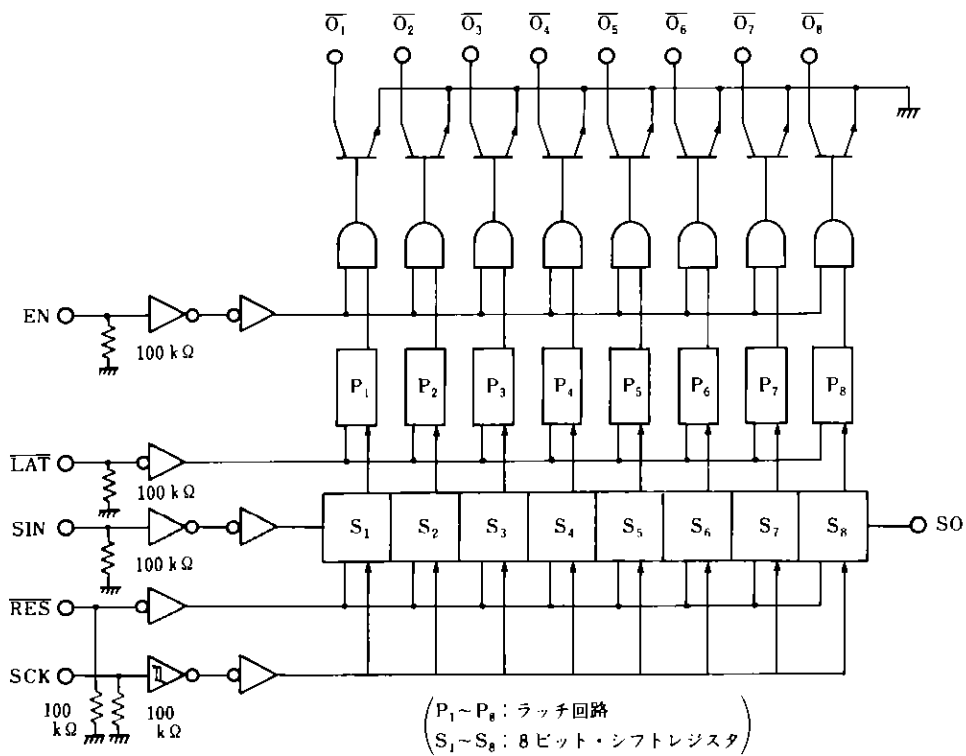 O̅₁ O̅₂ O̅₃ O̅₄ O̅₅ O̅₆ O̅₇ O̅₈
EN
100 kΩ
P₁ P₂ P₃ P₄ P₅ P₆ P₇ P₈
L̅A̅T̅
100 kΩ
SIN
S₁ S₂ S₃ S₄ S₅ S₆ S₇ S₈
SO
100 kΩ
R̅E̅S̅
SCK
100 kΩ
100 kΩ
P₁~P₈:ラッチ回路
S₁~S₈:8ビット・シフトレジスタ